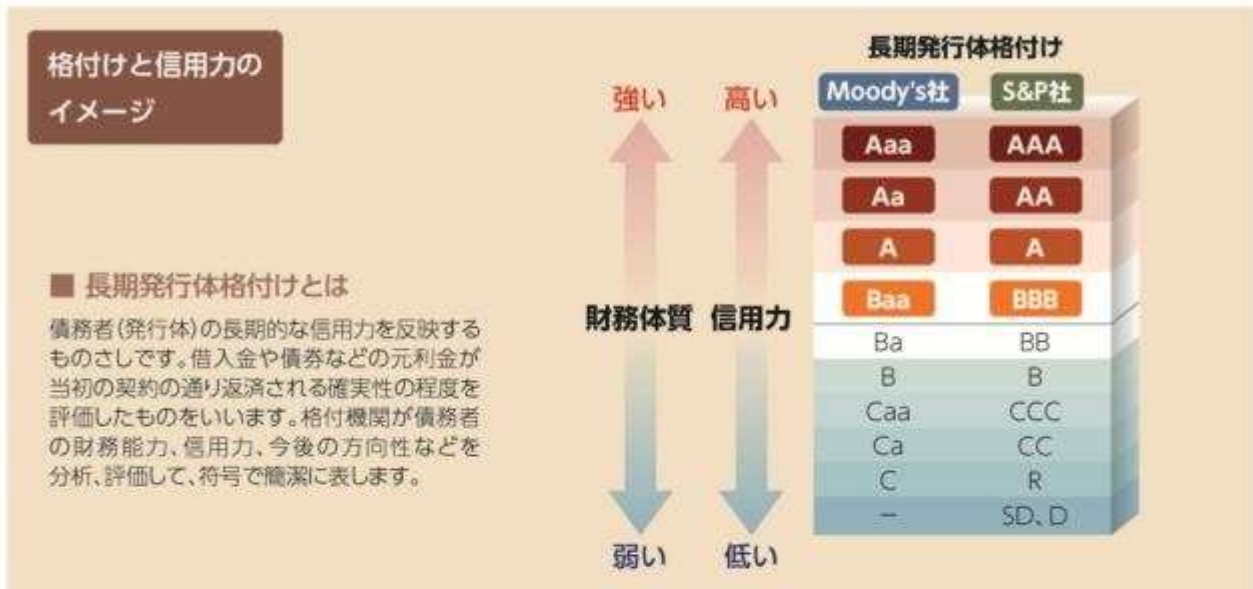 格付けと信用力の
イメージ
■ 長期発行体格付けとは
債務者(発行体)の長期的な信用力を反映する
ものさしです。借入金や債券などの元利金が
当初の契約の通り返済される確実性の程度を
評価したものをいいます。格付機関が債務者
の財務能力、信用力、今後の方向性などを
分析、評価して、符号で簡潔に表します。
長期発行体格付け
強い 高い Moody's社 S&P社
Aaa AAA
Aa AA
A A
Baa BBB
財務体質 信用力
Ba BB
B B
Caa CCC
Ca CC
C R
− SD、D
弱い 低い